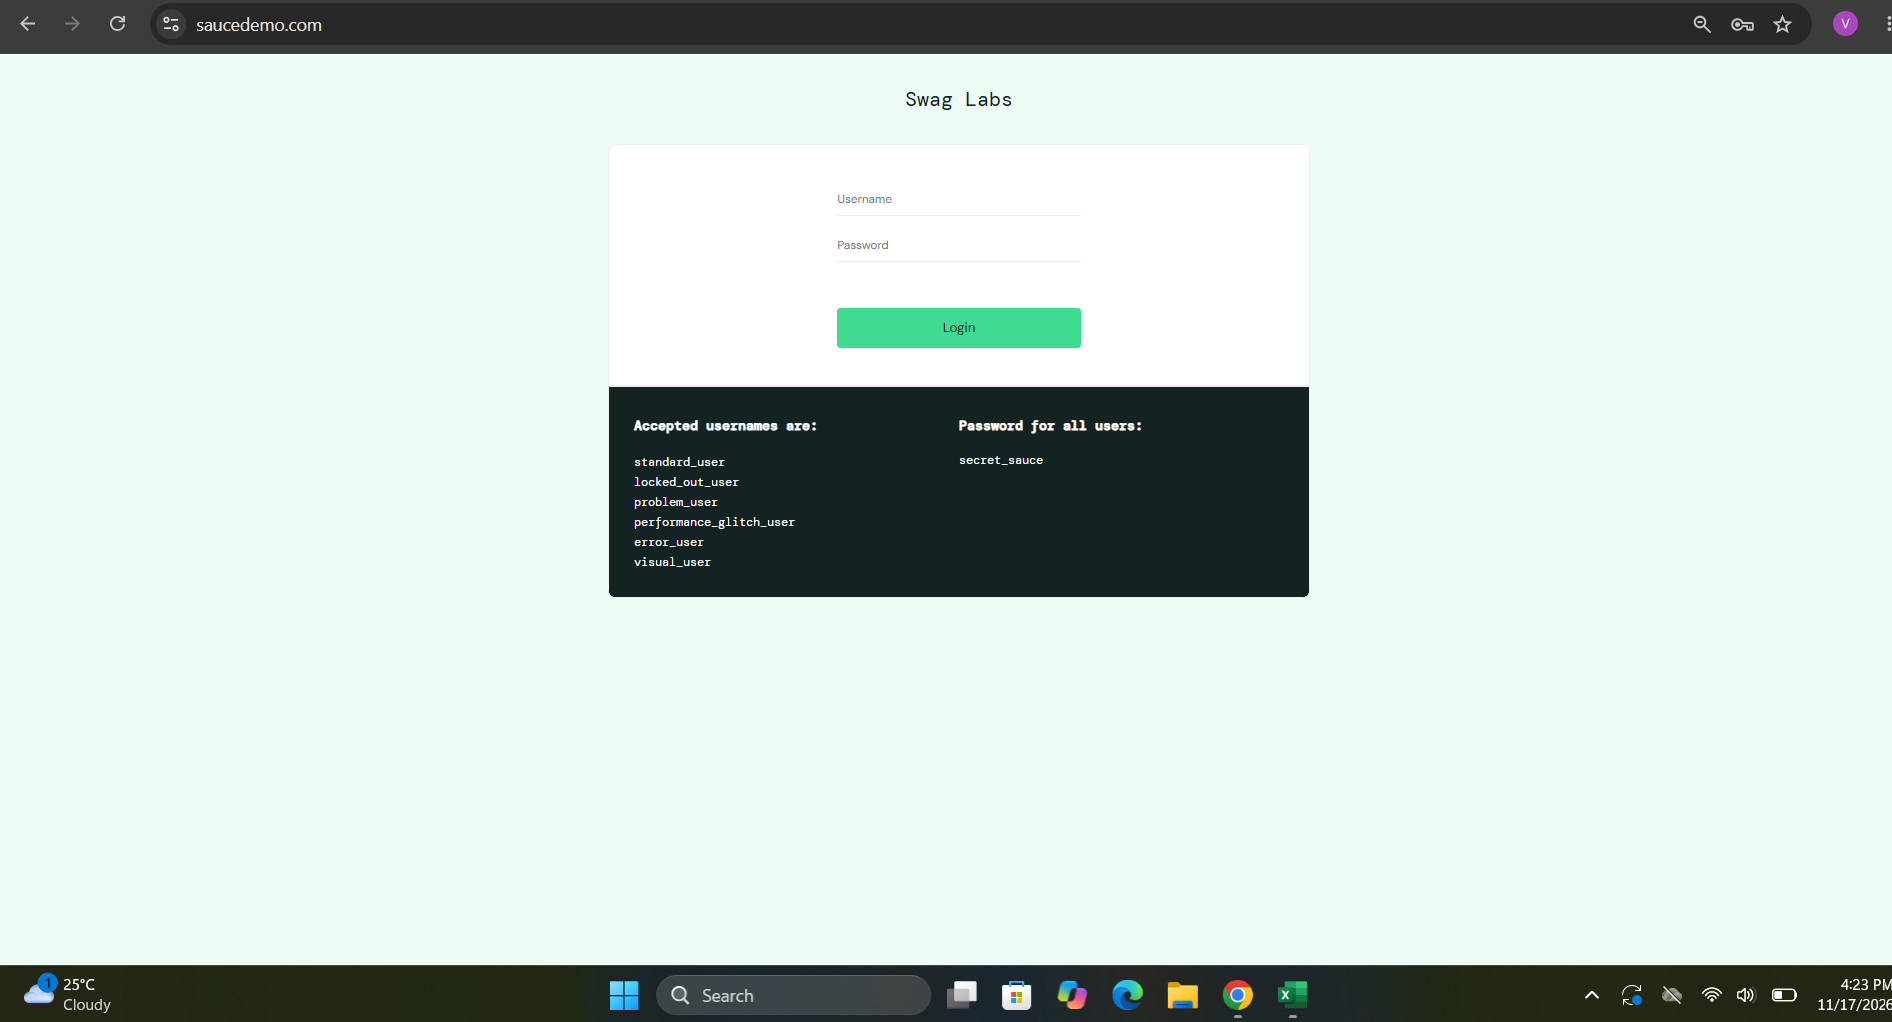 saucedemo.com
V
Swag Labs
Username
Password
Login
Accepted usernames are:
standard_user
locked_out_user
problem_user
performance_glitch_user
error_user
visual_user
Password for all users:
secret_sauce
1
25°C
Cloudy
Search
4:23 PM
11/17/2026